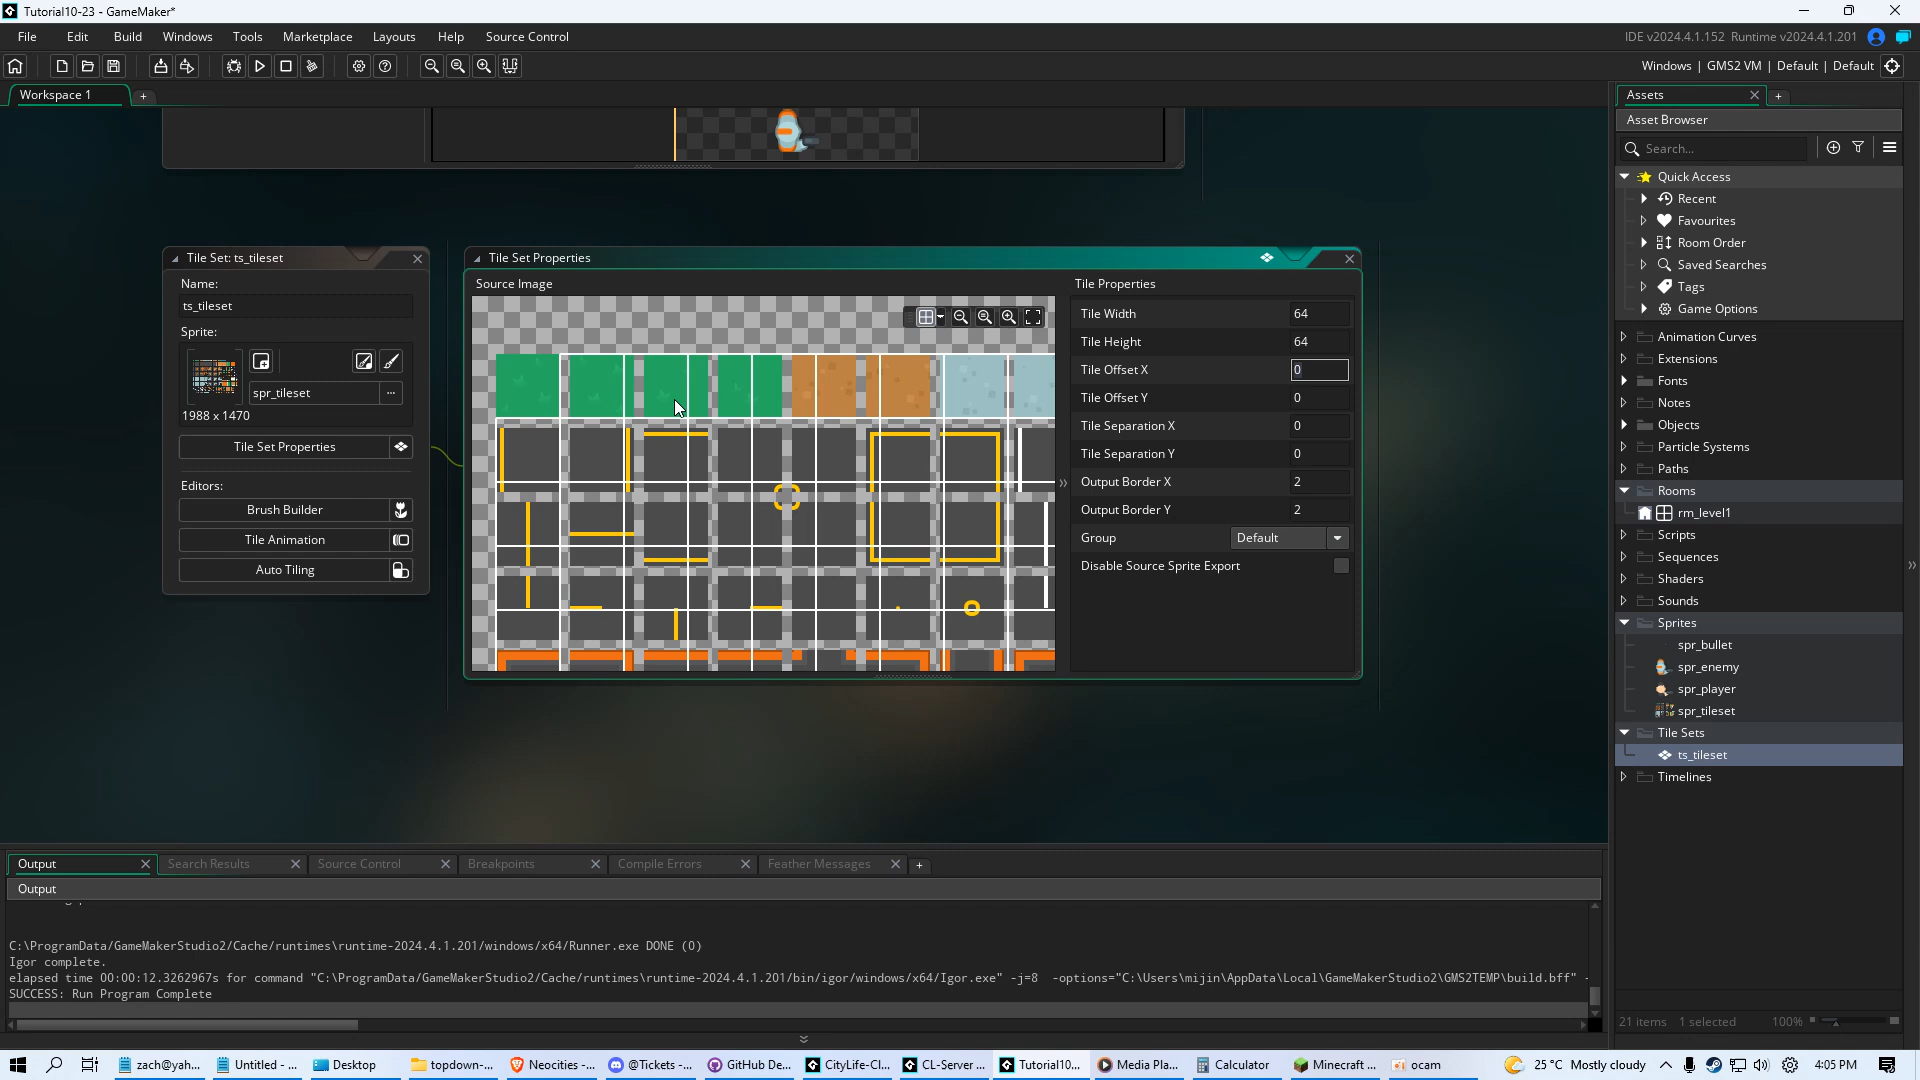 Tutorial10-23 - GameMaker*
File Edit Build Windows Tools Marketplace Layouts Help Source Control
IDE v2024.4.1.152 Runtime v2024.4.1.201
Windows | GMS2 VM | Default | Default
Workspace 1
Tile Set: ts_tileset
Name:
ts_tileset
Sprite:
spr_tileset
1988 x 1470
Tile Set Properties
Editors:
Brush Builder
Tile Animation
Auto Tiling
Tile Set Properties
Source Image
Tile Properties
Tile Width 64
Tile Height 64
Tile Offset X 0
Tile Offset Y 0
Tile Separation X 0
Tile Separation Y 0
Output Border X 2
Output Border Y 2
Group Default
Disable Source Sprite Export
Assets
Asset Browser
Search...
Quick Access
Recent
Favourites
Room Order
Saved Searches
Tags
Game Options
Animation Curves
Extensions
Fonts
Notes
Objects
Particle Systems
Paths
Rooms
rm_level1
Scripts
Sequences
Shaders
Sounds
Sprites
spr_bullet
spr_enemy
spr_player
spr_tileset
Tile Sets
ts_tileset
Timelines
21 items 1 selected 100%
Output Search Results Source Control Breakpoints Compile Errors Feather Messages
Output
C:\ProgramData/GameMakerStudio2/Cache/runtimes\runtime-2024.4.1.201/windows/x64/Runner.exe DONE (0)
Igor complete.
elapsed time 00:00:12.3262967s for command "C:\ProgramData/GameMakerStudio2/Cache/runtimes\runtime-2024.4.1.201/bin/igor/windows/x64/Igor.exe" -j=8 -options="C:\Users\mijin\AppData\Local\GameMakerStudio2\GMS2TEMP\build.bff" -
SUCCESS: Run Program Complete
zach@yah... Untitled - ... Desktop topdown-... Neocities -... @Tickets -... GitHub De... CityLife-Cl... CL-Server ... Tutorial10... Media Pla... Calculator Minecraft ... ocam 25 °C Mostly cloudy 4:05 PM